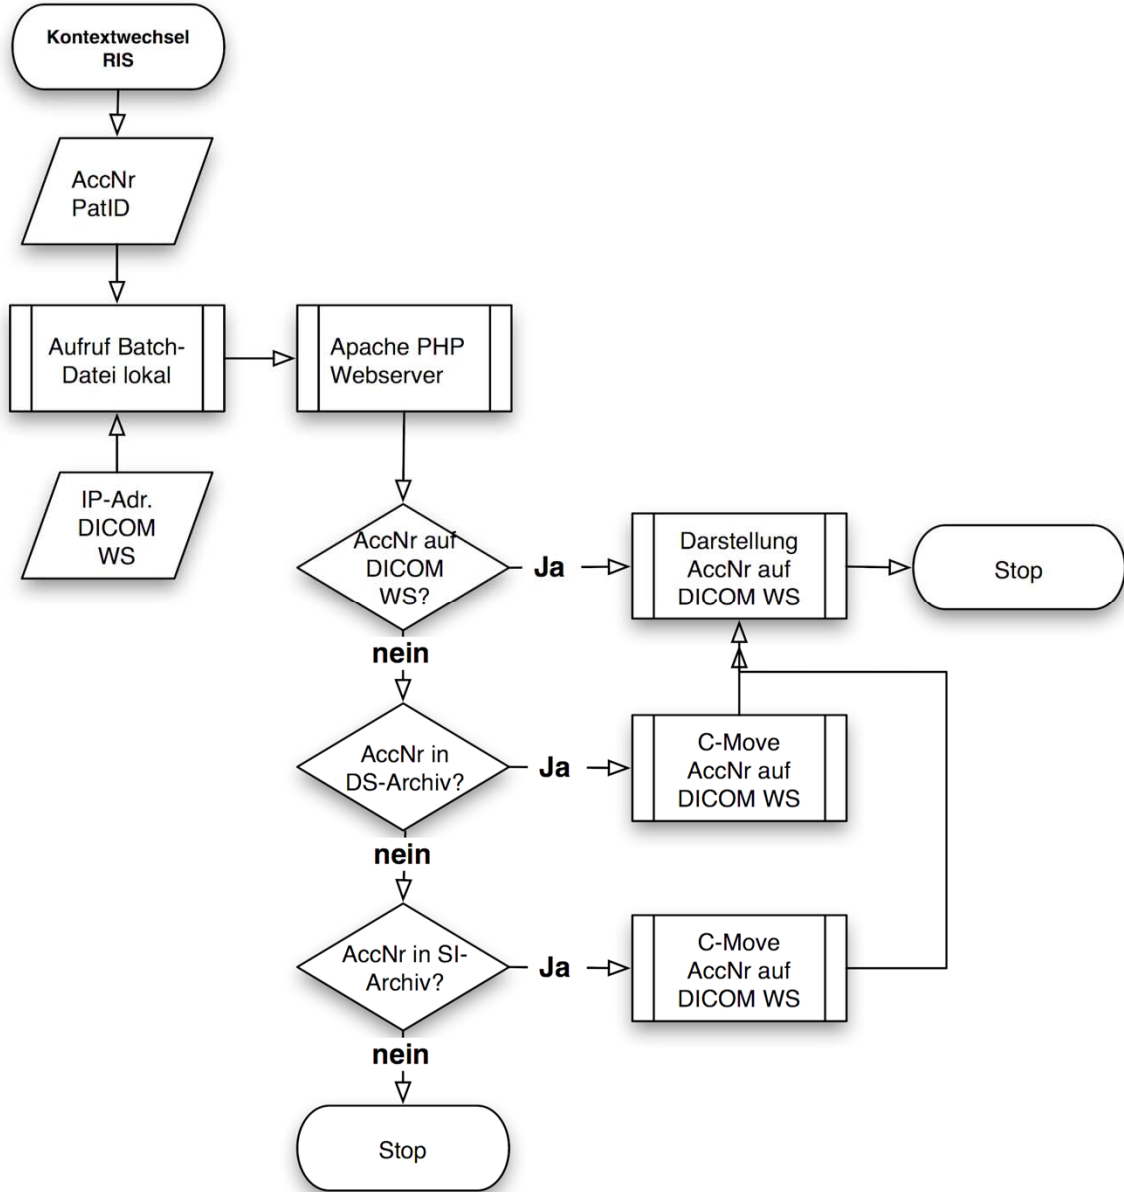 Kontextwechsel
RIS
AccNr
PatID
Aufruf Batch-
Datei lokal
Apache PHP
Webserver
IP-Adr.
DICOM
WS
AccNr auf
DICOM
WS?
Ja
Darstellung
AccNr auf
DICOM WS
Stop
nein
AccNr in
DS-Archiv?
Ja
C-Move
AccNr auf
DICOM WS
nein
AccNr in SI-
Archiv?
Ja
C-Move
AccNr auf
DICOM WS
nein
Stop